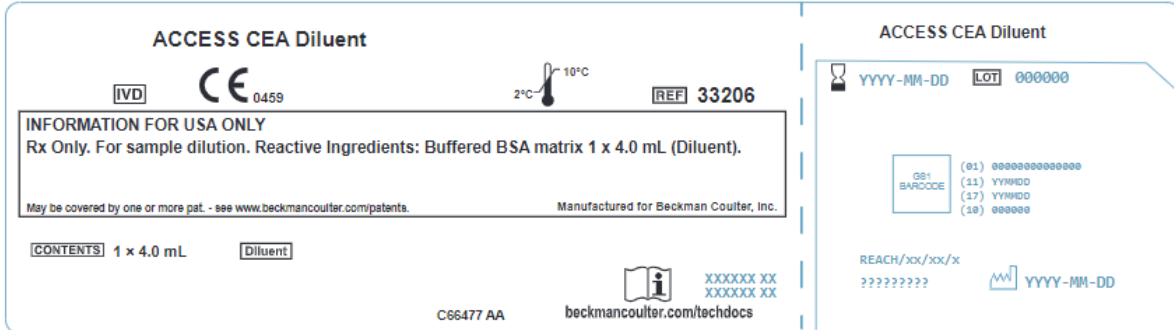 ACCESS CEA Diluent
IVD CE 0459 2°C 10°C REF 33206
INFORMATION FOR USA ONLY
Rx Only. For sample dilution. Reactive Ingredients: Buffered BSA matrix 1 x 4.0 mL (Diluent).
May be covered by one or more pat. - see www.beckmancoulter.com/patents. Manufactured for Beckman Coulter, Inc.
CONTENTS 1 × 4.0 mL Diluent
XXXXXX XX
XXXXXX XX
C66477 AA beckmancoulter.com/techdocs
ACCESS CEA Diluent
YYYY-MM-DD LOT 000000
GS1
BARCODE
(01) 00000000000000
(11) YYMMDD
(17) YYMMDD
(10) 000000
REACH/xx/xx/x
????????? YYYY-MM-DD